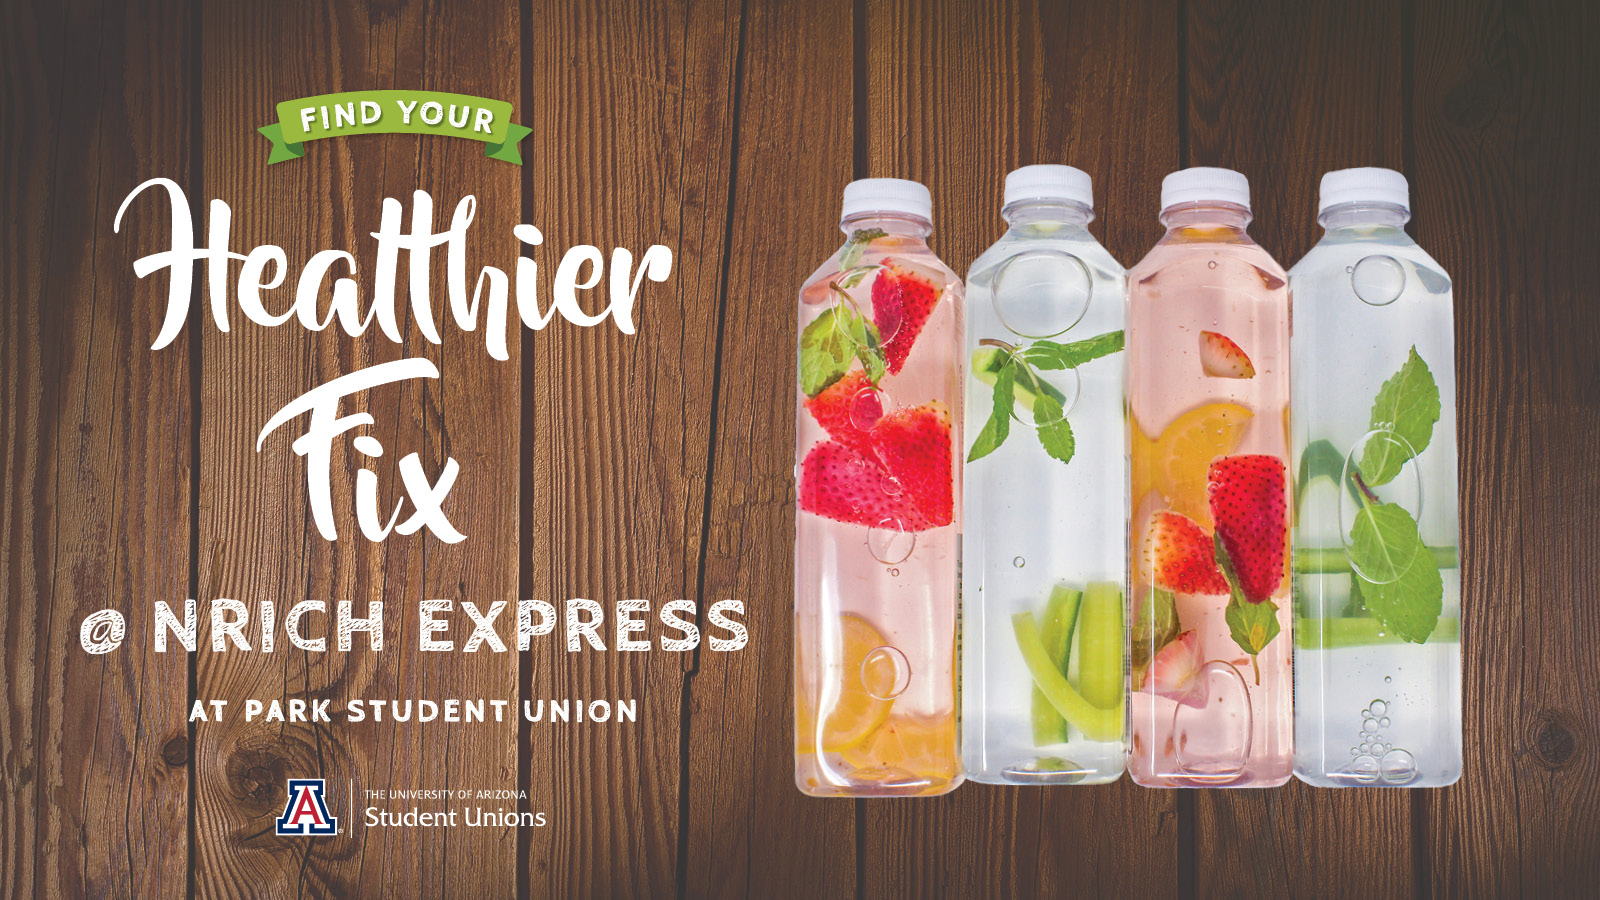 FIND YOUR
Healthier
Fix
@ NRICH EXPRESS
AT PARK STUDENT UNION
A
THE UNIVERSITY OF ARIZONA
Student Unions